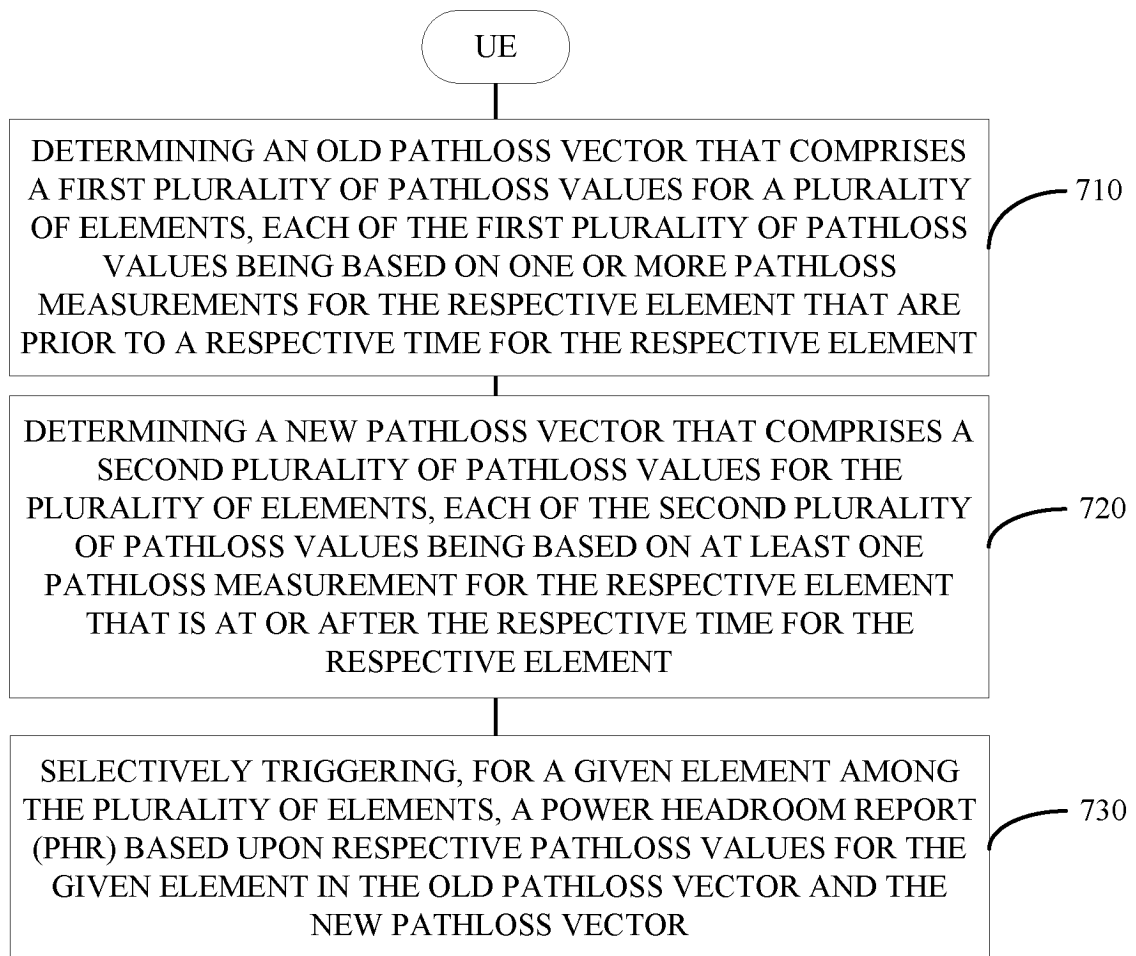 UE
DETERMINING AN OLD PATHLOSS VECTOR THAT COMPRISES
A FIRST PLURALITY OF PATHLOSS VALUES FOR A PLURALITY
OF ELEMENTS, EACH OF THE FIRST PLURALITY OF PATHLOSS
VALUES BEING BASED ON ONE OR MORE PATHLOSS
MEASUREMENTS FOR THE RESPECTIVE ELEMENT THAT ARE
PRIOR TO A RESPECTIVE TIME FOR THE RESPECTIVE ELEMENT
710
DETERMINING A NEW PATHLOSS VECTOR THAT COMPRISES A
SECOND PLURALITY OF PATHLOSS VALUES FOR THE
PLURALITY OF ELEMENTS, EACH OF THE SECOND PLURALITY
OF PATHLOSS VALUES BEING BASED ON AT LEAST ONE
PATHLOSS MEASUREMENT FOR THE RESPECTIVE ELEMENT
THAT IS AT OR AFTER THE RESPECTIVE TIME FOR THE
RESPECTIVE ELEMENT
720
SELECTIVELY TRIGGERING, FOR A GIVEN ELEMENT AMONG
THE PLURALITY OF ELEMENTS, A POWER HEADROOM REPORT
(PHR) BASED UPON RESPECTIVE PATHLOSS VALUES FOR THE
GIVEN ELEMENT IN THE OLD PATHLOSS VECTOR AND THE
NEW PATHLOSS VECTOR
730